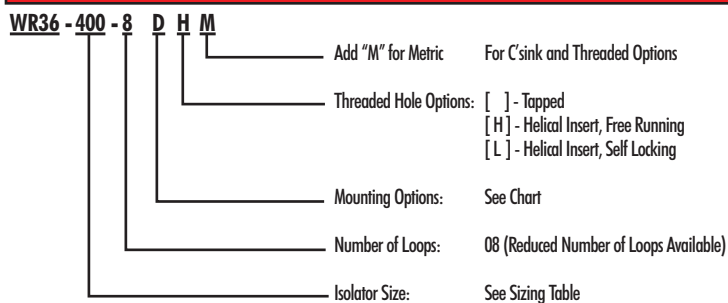 WR36 - 400 - 8 D H M
Add "M" for Metric For C'sink and Threaded Options
Threaded Hole Options: [ ] - Tapped
[ H ] - Helical Insert, Free Running
[ L ] - Helical Insert, Self Locking
Mounting Options: See Chart
Number of Loops: 08 (Reduced Number of Loops Available)
Isolator Size: See Sizing Table